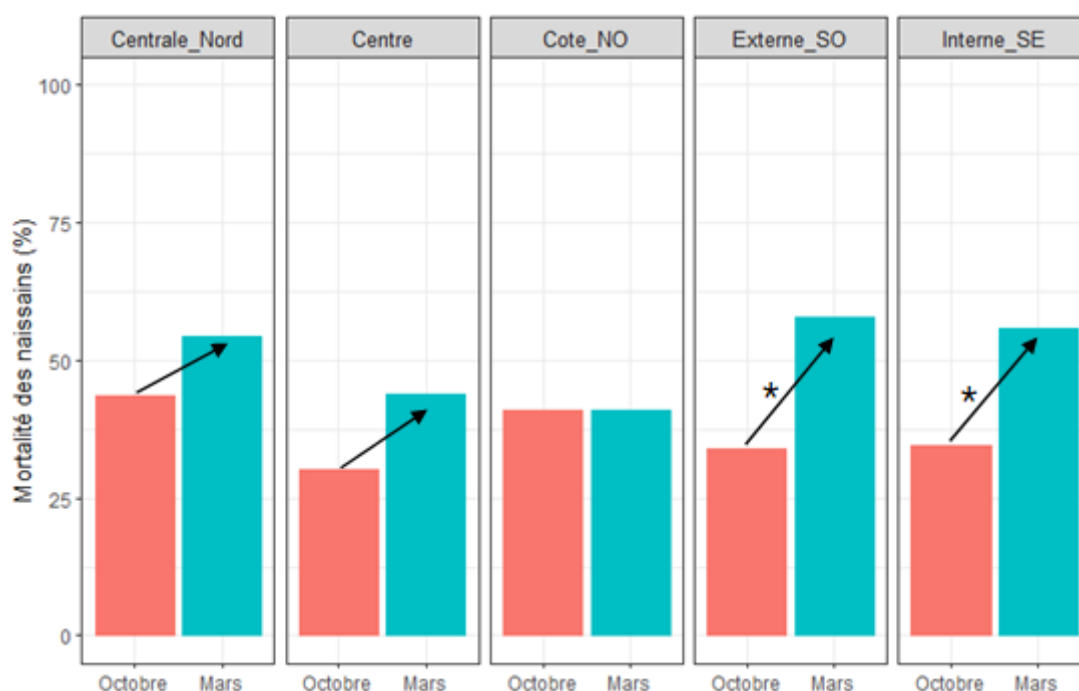 Centrale_Nord Centre Cote_NO Externe_SO Interne_SE
Mortalité des naissains (%)
100
75
50
25
0
* *
Octobre Mars Octobre Mars Octobre Mars Octobre Mars Octobre Mars